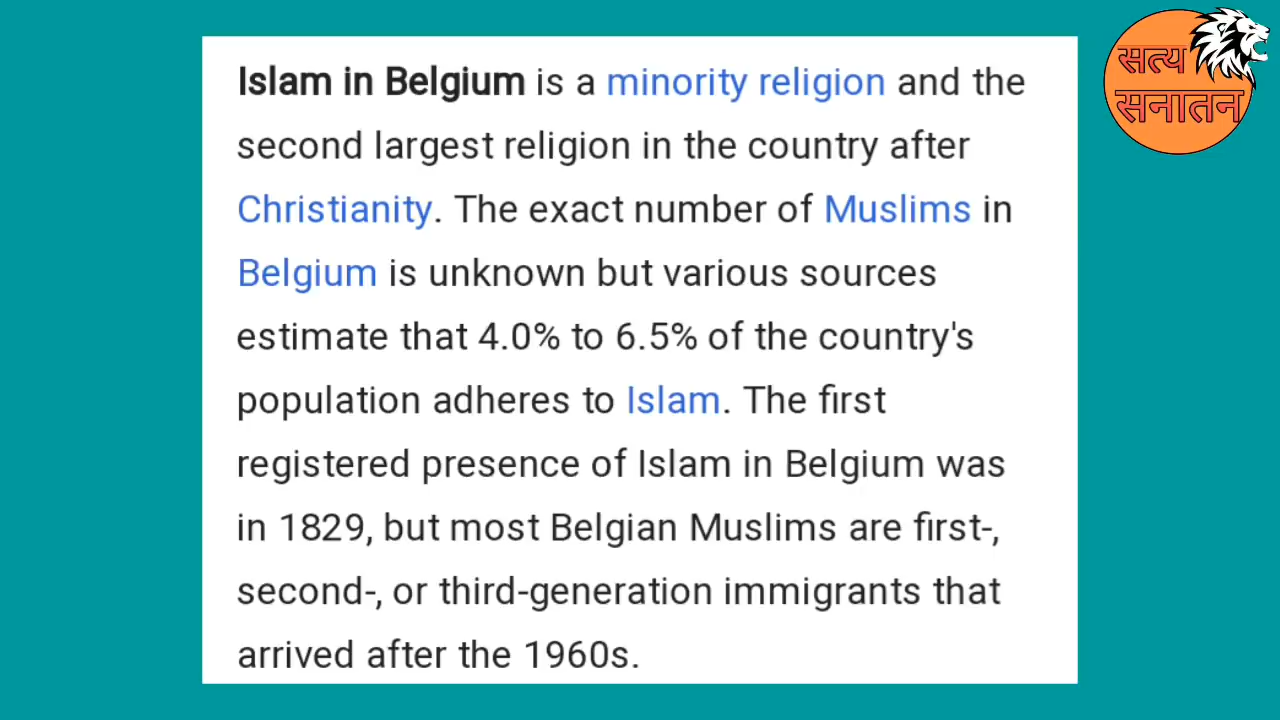 Islam in Belgium is a minority religion and the
second largest religion in the country after
Christianity. The exact number of Muslims in
Belgium is unknown but various sources
estimate that 4.0% to 6.5% of the country's
population adheres to Islam. The first
registered presence of Islam in Belgium was
in 1829, but most Belgian Muslims are first-,
second-, or third-generation immigrants that
arrived after the 1960s.
सत्य
सनातन